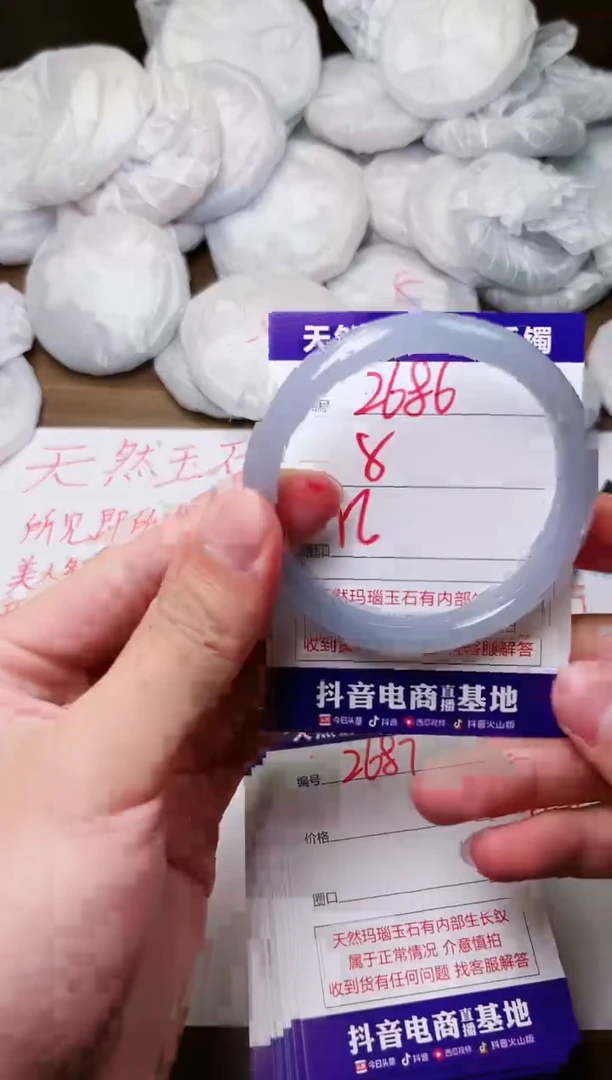 天然 手镯
编号 2686
8
圈口
然玛瑙玉石有内部生
收到货 客服解答
抖音电商直播基地
今日头条 抖音 西瓜视频 抖音火山版
天然玉石
所见即所
美人
编号 2687
价格
圈口
天然玛瑙玉石有内部生长纹
属于正常情况 介意慎拍
收到货有任何问题 找客服解答
抖音电商直播基地
今日头条 抖音 西瓜视频 抖音火山版